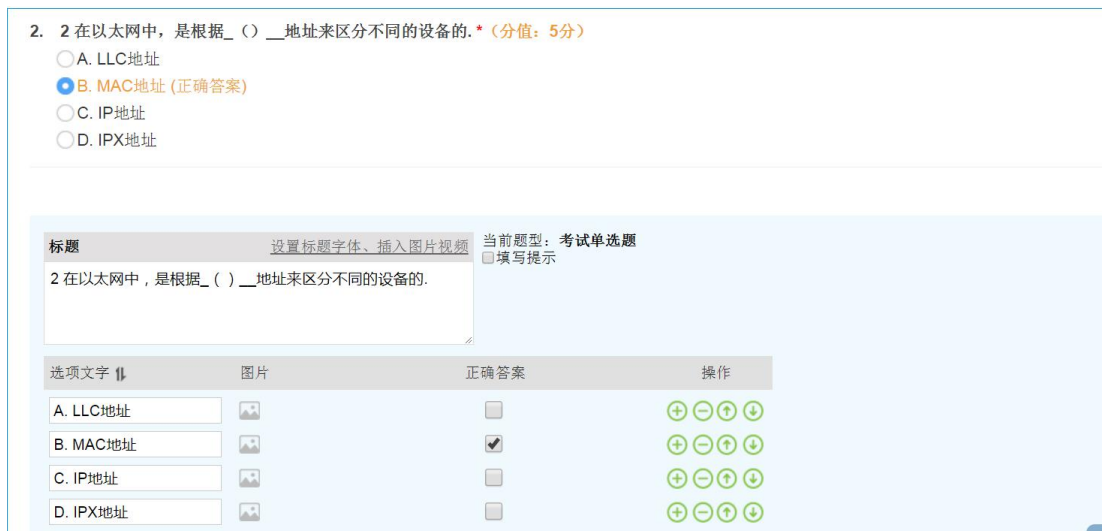 2. 2 在以太网中，是根据_（）__地址来区分不同的设备的.*（分值：5分）
A. LLC地址
B. MAC地址 (正确答案)
C. IP地址
D. IPX地址
标题 设置标题字体、插入图片视频
当前题型：考试单选题
填写提示
2 在以太网中，是根据_（ ）__地址来区分不同的设备的.
选项文字 图片 正确答案 操作
A. LLC地址
B. MAC地址
C. IP地址
D. IPX地址